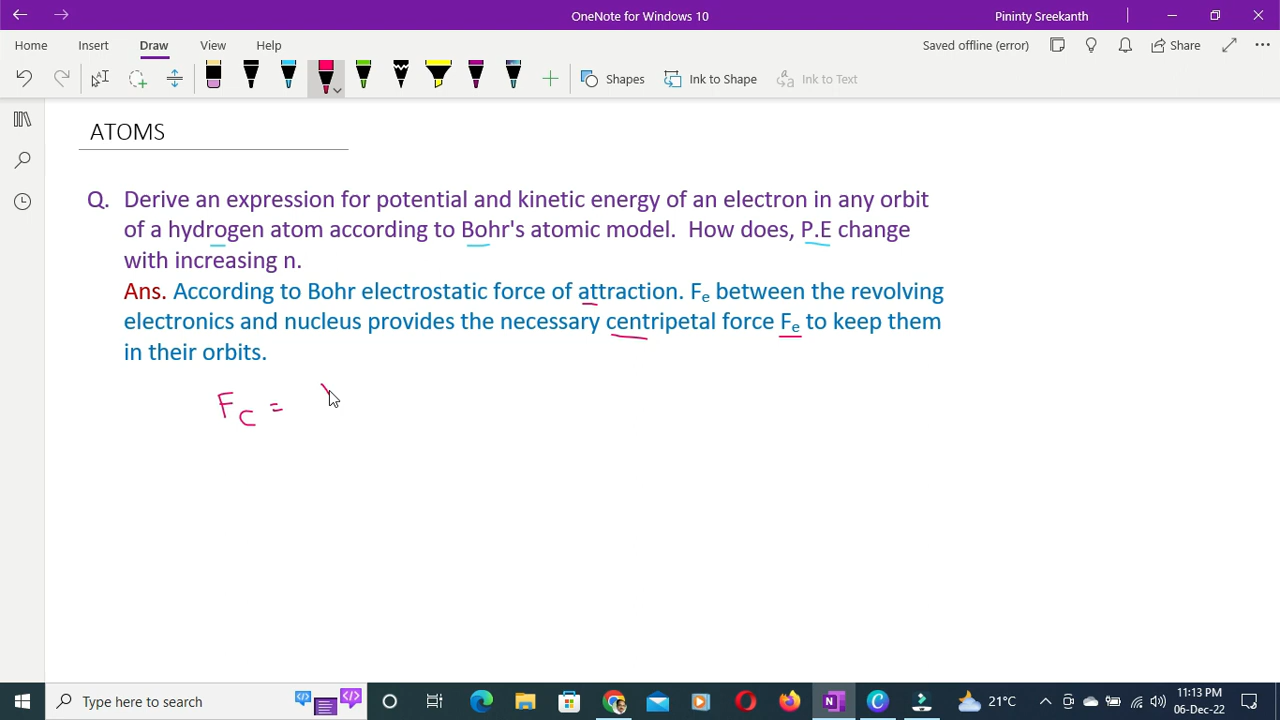 OneNote for Windows 10
Pininty Sreekanth
Home Insert Draw View Help
Saved offline (error)
Share
Shapes
Ink to Shape
Ink to Text
ATOMS
Q. Derive an expression for potential and kinetic energy of an electron in any orbit
of a hydrogen atom according to Bohr's atomic model. How does, P.E change
with increasing n.
Ans. According to Bohr electrostatic force of attraction. Fₑ between the revolving
electronics and nucleus provides the necessary centripetal force Fₑ to keep them
in their orbits.
F_C =
Type here to search
21°C
11:13 PM
06-Dec-22